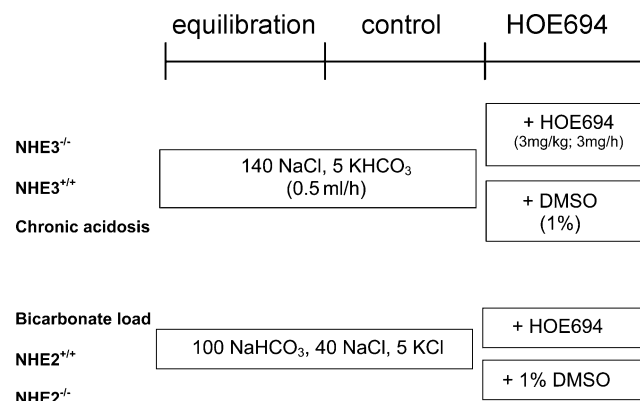 equilibration control HOE694
+ HOE694
(3mg/kg; 3mg/h)
NHE3-/-
140 NaCl, 5 KHCO3
(0.5 ml/h)
NHE3+/+
+ DMSO
(1%)
Chronic acidosis
Bicarbonate load
+ HOE694
100 NaHCO3, 40 NaCl, 5 KCl
NHE2+/+
+ 1% DMSO
NHE2-/-